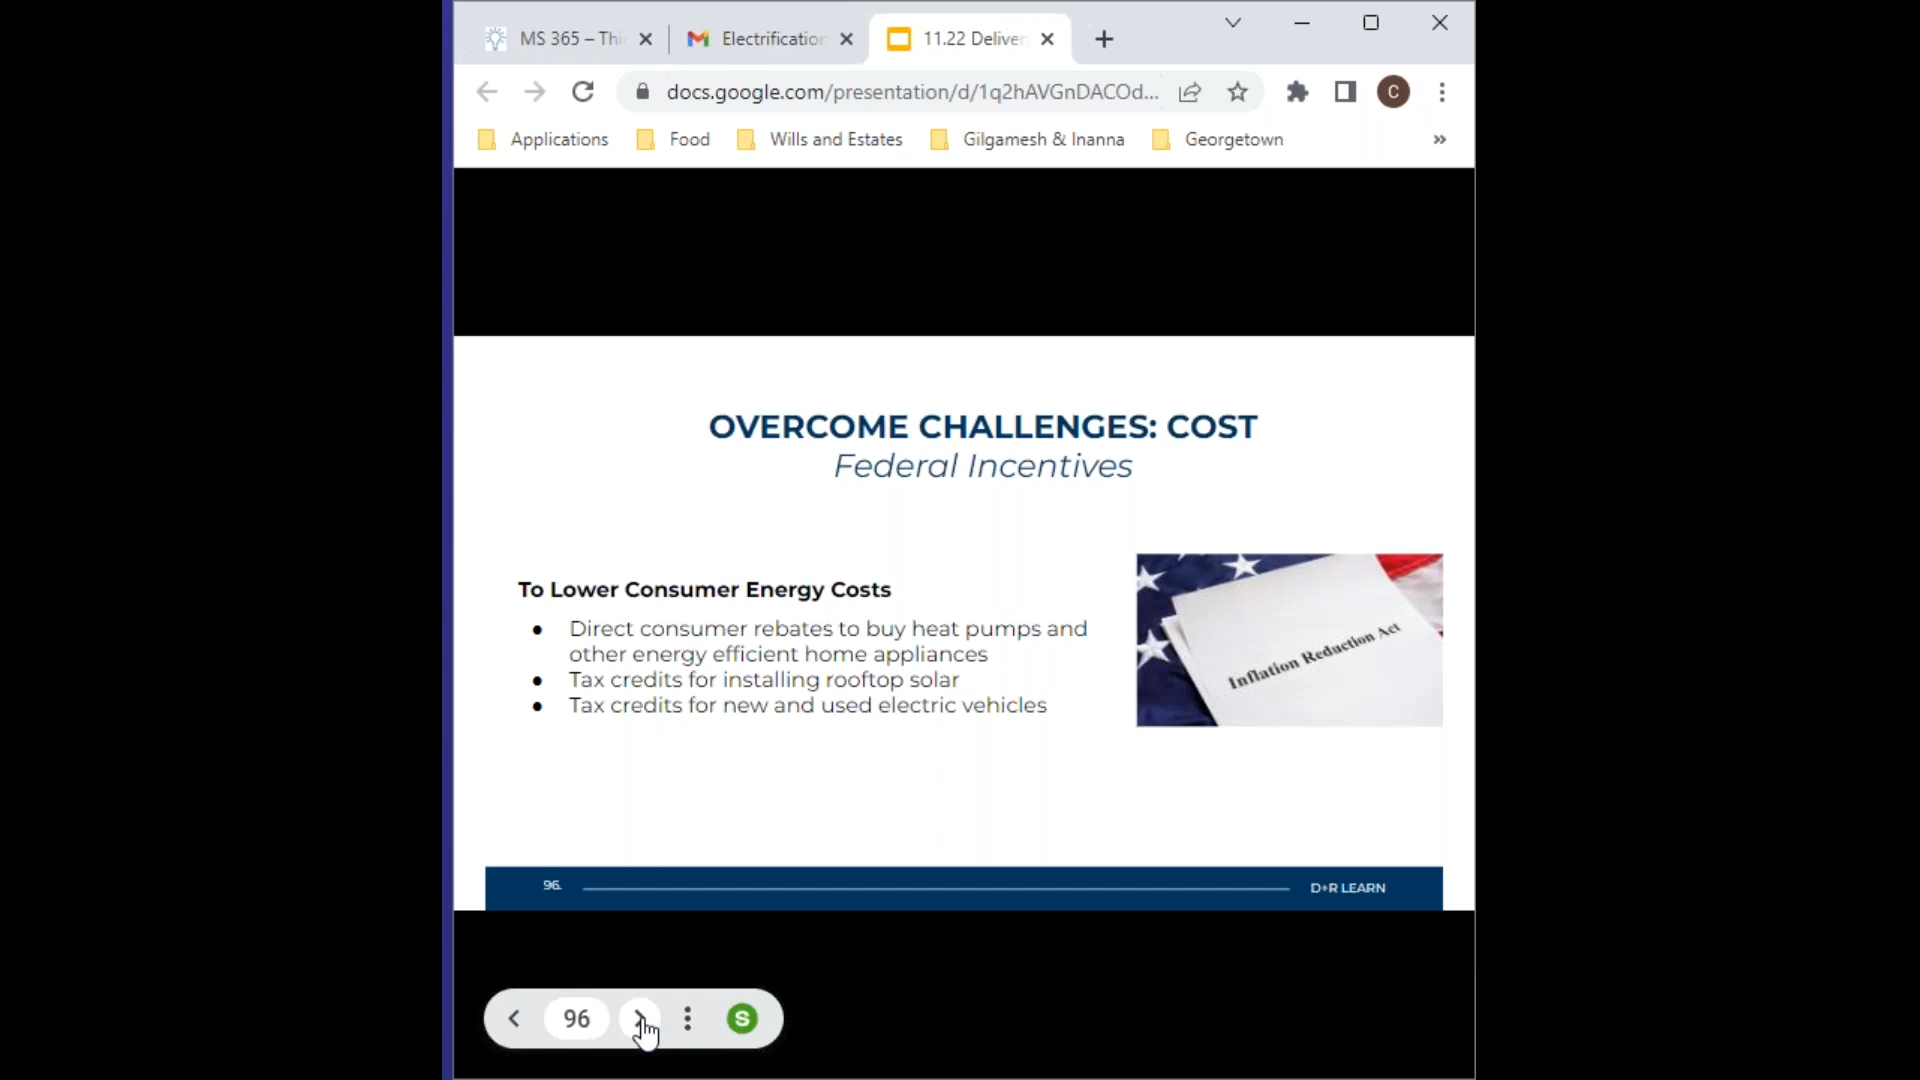 MS 365 – Thi
Electrification
11.22 Deliver
docs.google.com/presentation/d/1q2hAVGnDACOd...
C
Applications
Food
Wills and Estates
Gilgamesh & Inanna
Georgetown
»
OVERCOME CHALLENGES: COST
Federal Incentives
To Lower Consumer Energy Costs
● Direct consumer rebates to buy heat pumps and
other energy efficient home appliances
● Tax credits for installing rooftop solar
● Tax credits for new and used electric vehicles
Inflation Reduction Act
96.
D+R LEARN
96
S